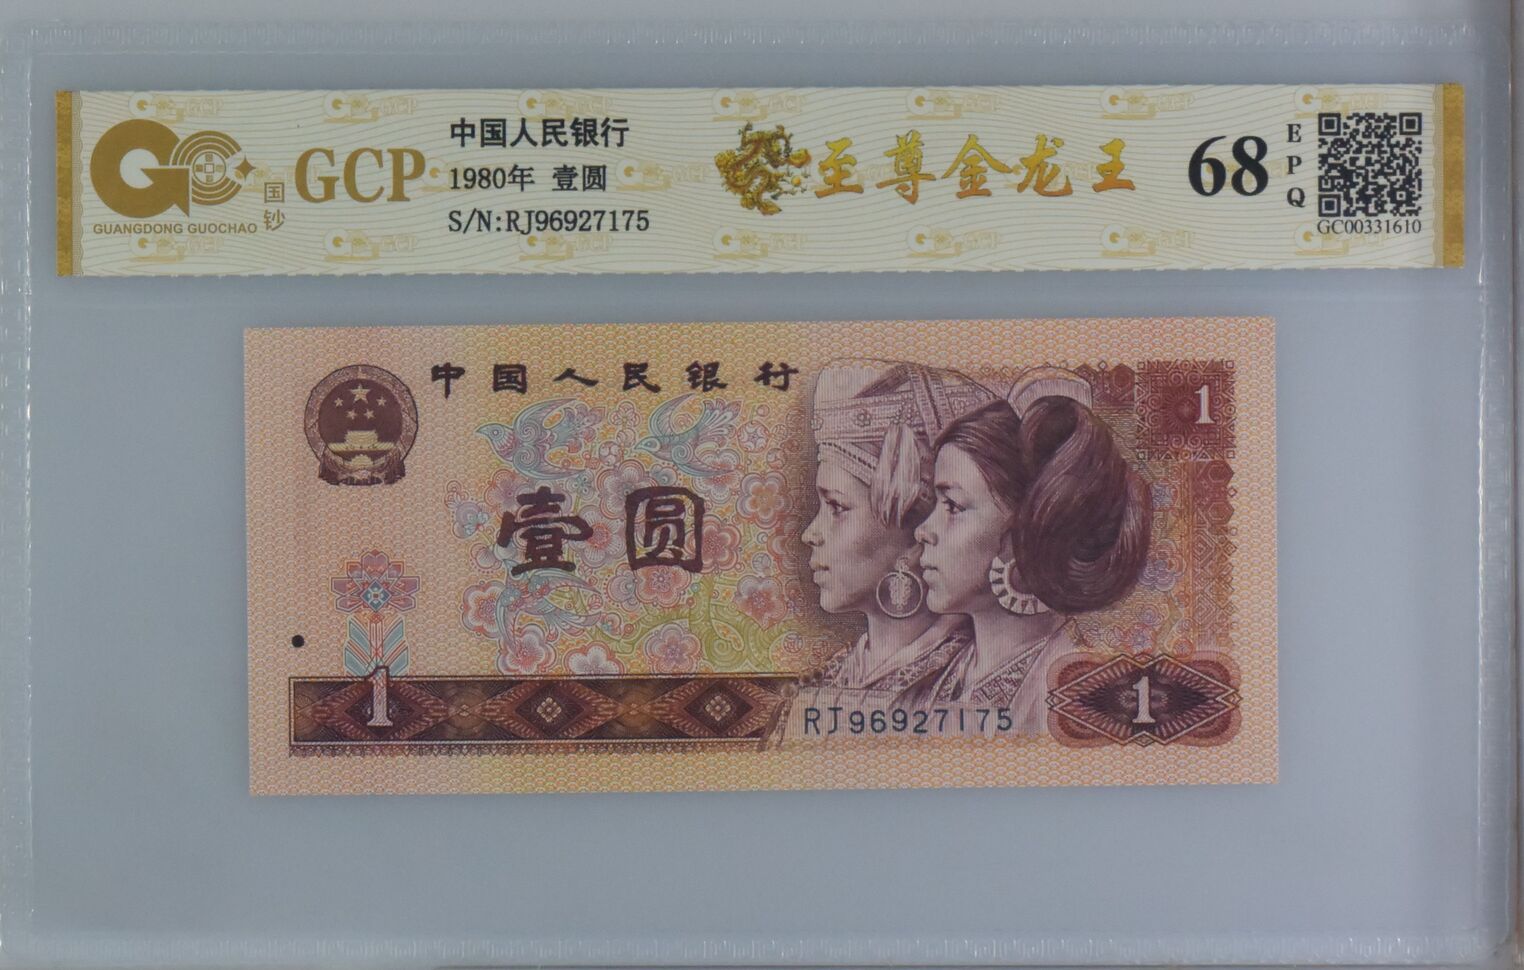 中国人民银行
1980年 壹圆
S/N:RJ96927175
GCP
国钞
GUANGDONG GUOCHAO
至尊金龙王
68
EPQ
GC00331610
中国人民银行
1
壹圆
1
RJ96927175
1